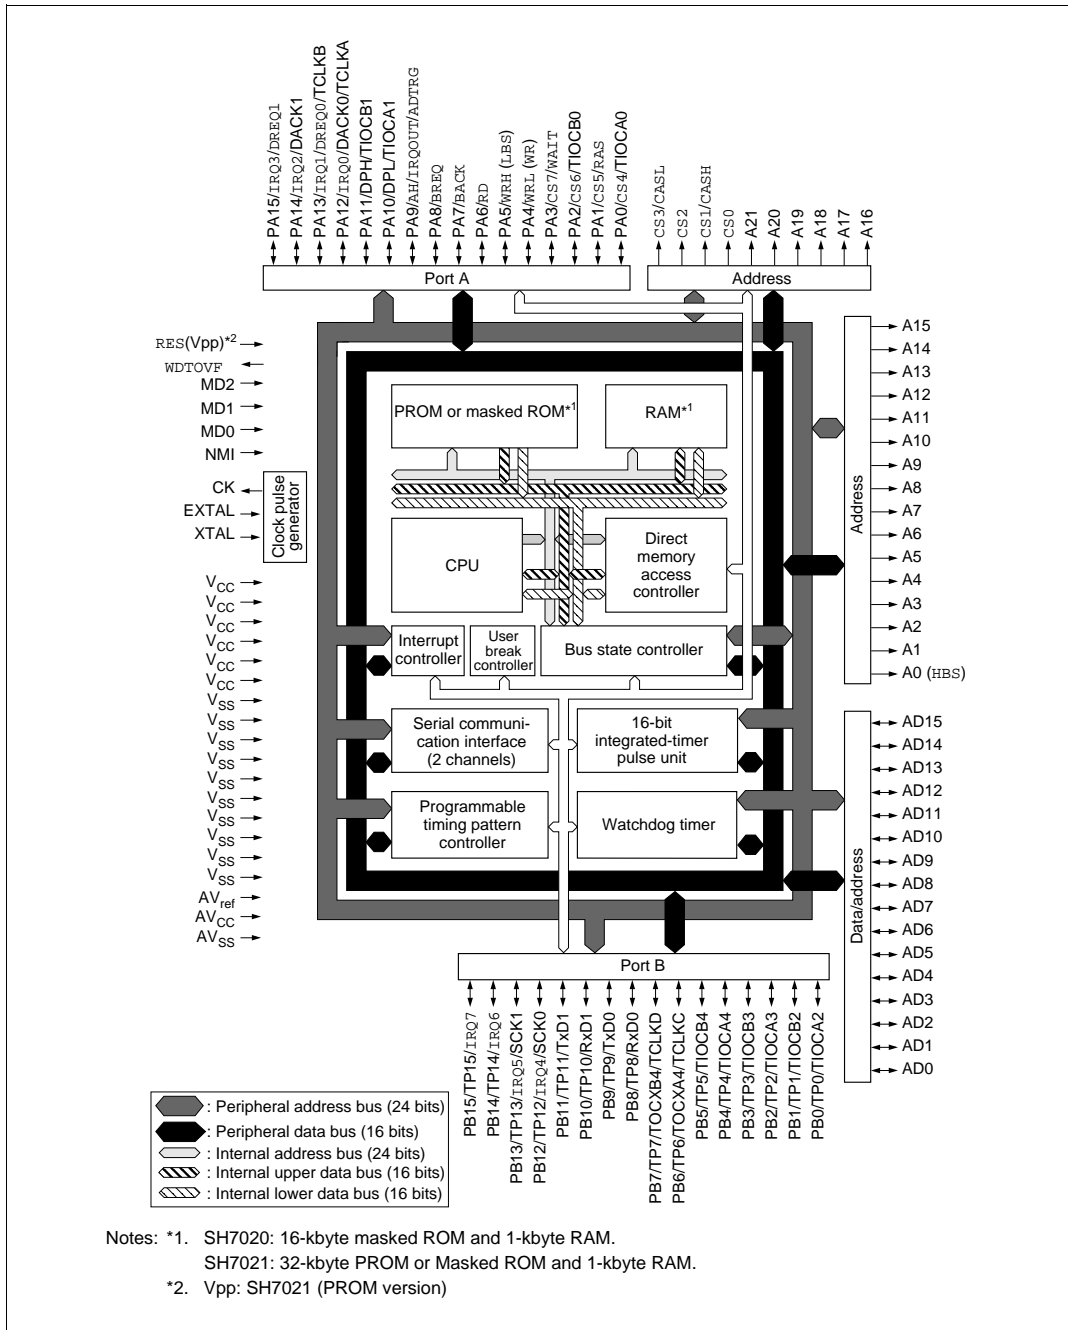 PA15/IRQ3/DREQ1
PA14/IRQ2/DACK1
PA13/IRQ1/DREQ0/TCLKB
PA12/IRQ0/DACK0/TCLKA
PA11/DPH/TIOCB1
PA10/DPL/TIOCA1
PA9/AH/IRQOUT/ADTRG
PA8/BREQ
PA7/BACK
PA6/RD
PA5/WRH (LBS)
PA4/WRL (WR)
PA3/CS7/WAIT
PA2/CS6/TIOCB0
PA1/CS5/RAS
PA0/CS4/TIOCA0
CS3/CASL
CS2
CS1/CASH
CS0
A21
A20
A19
A18
A17
A16
Port A
Address
RES(Vpp)*2
WDTOVF
MD2
MD1
MD0
NMI
CK
EXTAL
XTAL
Clock pulse
generator
VCC
VCC
VCC
VCC
VCC
VCC
VSS
VSS
VSS
VSS
VSS
VSS
VSS
VSS
VSS
VSS
AVref
AVCC
AVSS
PROM or masked ROM*1
RAM*1
CPU
Direct
memory
access
controller
Interrupt
controller
User
break
controller
Bus state controller
Serial communi-
cation interface
(2 channels)
16-bit
integrated-timer
pulse unit
Programmable
timing pattern
controller
Watchdog timer
Address
A15
A14
A13
A12
A11
A10
A9
A8
A7
A6
A5
A4
A3
A2
A1
A0 (HBS)
Data/address
AD15
AD14
AD13
AD12
AD11
AD10
AD9
AD8
AD7
AD6
AD5
AD4
AD3
AD2
AD1
AD0
Port B
PB15/TP15/IRQ7
PB14/TP14/IRQ6
PB13/TP13/IRQ5/SCK1
PB12/TP12/IRQ4/SCK0
PB11/TP11/TxD1
PB10/TP10/RxD1
PB9/TP9/TxD0
PB8/TP8/RxD0
PB7/TP7/TOCXB4/TCLKD
PB6/TP6/TOCXA4/TCLKC
PB5/TP5/TIOCB4
PB4/TP4/TIOCA4
PB3/TP3/TIOCB3
PB2/TP2/TIOCA3
PB1/TP1/TIOCB2
PB0/TP0/TIOCA2
: Peripheral address bus (24 bits)
: Peripheral data bus (16 bits)
: Internal address bus (24 bits)
: Internal upper data bus (16 bits)
: Internal lower data bus (16 bits)
Notes: *1. SH7020: 16-kbyte masked ROM and 1-kbyte RAM.
SH7021: 32-kbyte PROM or Masked ROM and 1-kbyte RAM.
*2. Vpp: SH7021 (PROM version)